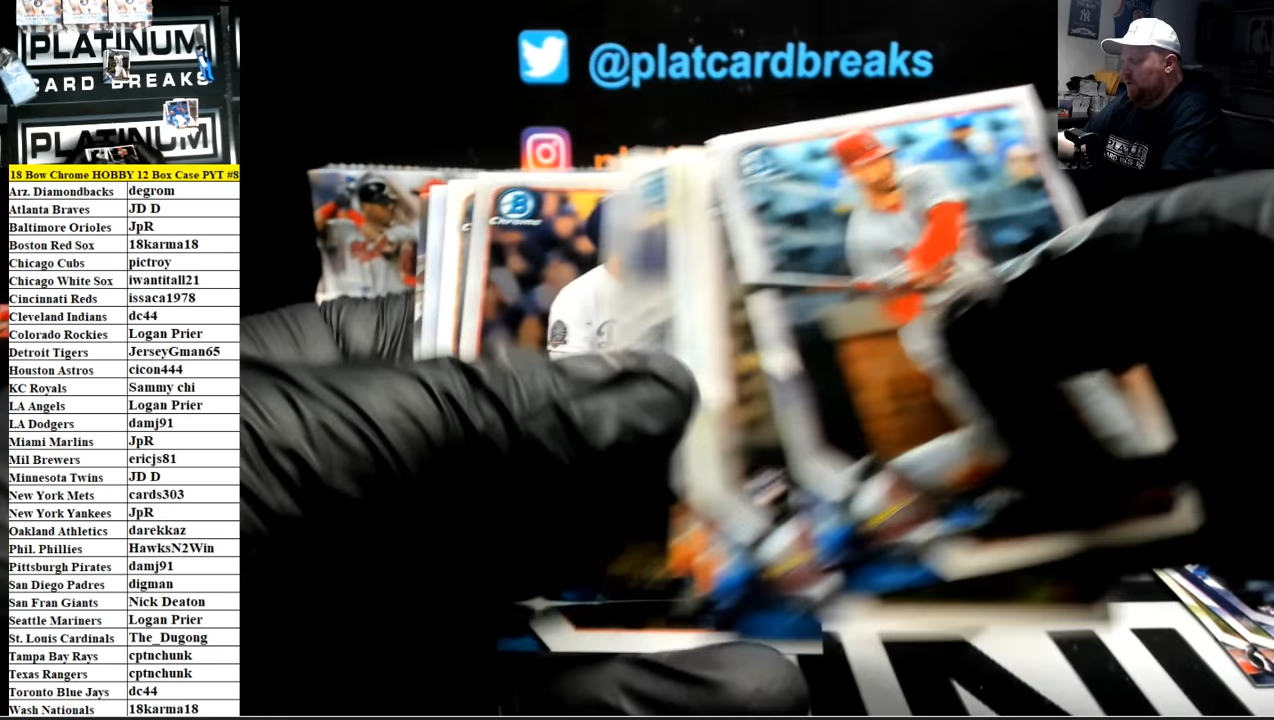 PLATINUM
CARD BREAKS
PLATINUM
18 Bow Chrome HOBBY 12 Box Case PYT #8
Arz. Diamondbacks degrom
Atlanta Braves JD D
Baltimore Orioles JpR
Boston Red Sox 18karma18
Chicago Cubs pictroy
Chicago White Sox iwantitall21
Cincinnati Reds issaca1978
Cleveland Indians dc44
Colorado Rockies Logan Prier
Detroit Tigers JerseyGman65
Houston Astros cicon444
KC Royals Sammy chi
LA Angels Logan Prier
LA Dodgers damj91
Miami Marlins JpR
Mil Brewers ericjs81
Minnesota Twins JD D
New York Mets cards303
New York Yankees JpR
Oakland Athletics darekkaz
Phil. Phillies HawksN2Win
Pittsburgh Pirates damj91
San Diego Padres digman
San Fran Giants Nick Deaton
Seattle Mariners Logan Prier
St. Louis Cardinals The_Dugong
Tampa Bay Rays cptnchunk
Texas Rangers cptnchunk
Toronto Blue Jays dc44
Wash Nationals 18karma18
@platcardbreaks
B
Chrome